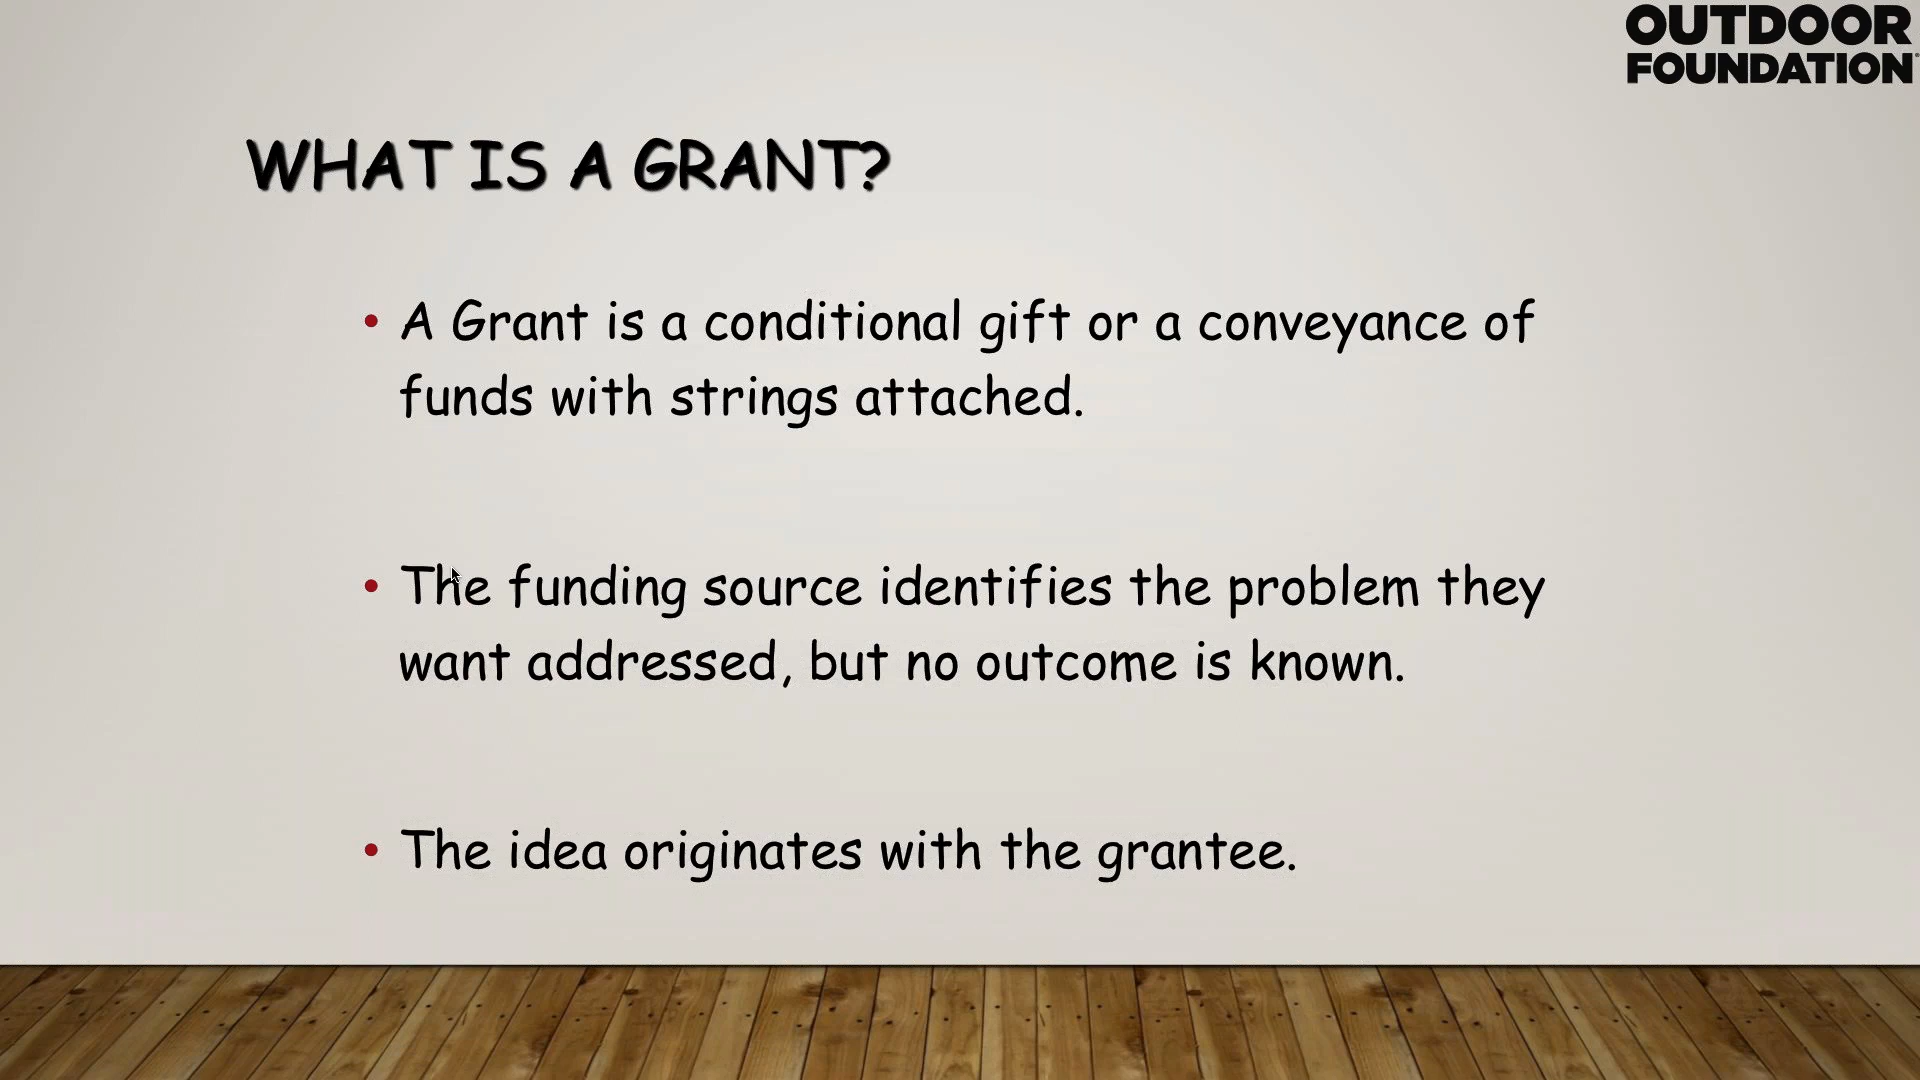 OUTDOOR
FOUNDATION
WHAT IS A GRANT?
• A Grant is a conditional gift or a conveyance of
funds with strings attached.
• The funding source identifies the problem they
want addressed, but no outcome is known.
• The idea originates with the grantee.